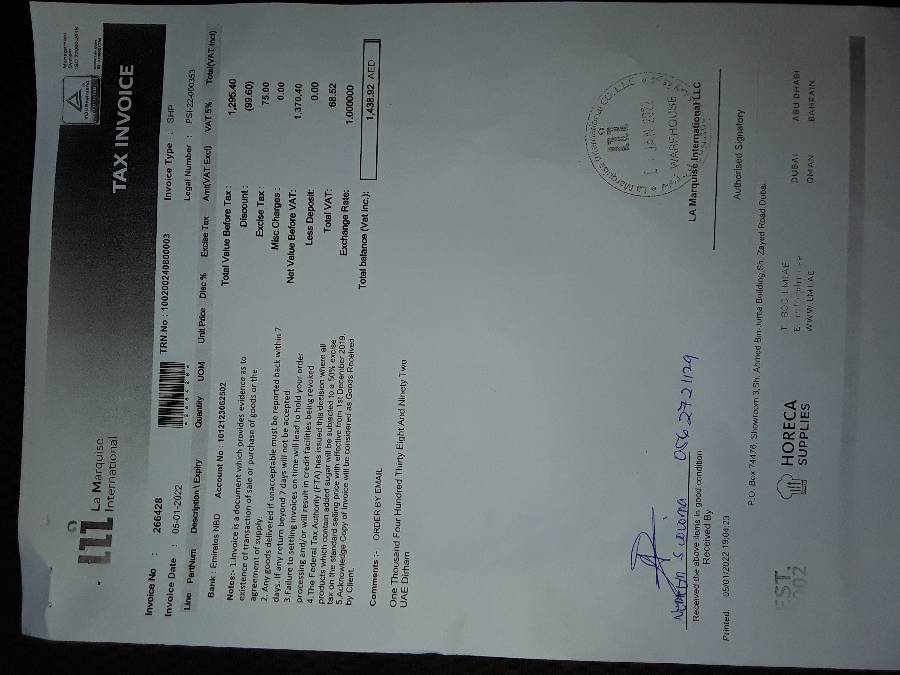 La Marquise
International
TAX INVOICE
Invoice No : 266428
TRN.No : 100200240800003
Invoice Type : SHP
Invoice Date : 05-01-2022
Legal Number : PSI-22-000353
Line PartNum Description \ Expiry Quantity UOM Unit Price Disc % Excise Tax Amt(VAT Excl) VAT 5% Total(VAT Incl)
Bank : Emirates NBD Account No : 1012123062502
Total Value Before Tax : 1,295.40
Discount : (99.60)
Excise Tax : 75.00
Misc.Charges : 0.00
Net Value Before VAT: 1,370.40
Less Deposit: 0.00
Total VAT: 68.52
Exchange Rate: 1.000000
Total balance (Vat Inc.): 1,438.92 AED
Notes:- 1.Invoice is a document which provides evidence as to
existence of transaction of sale or purchase of goods or the
agreement of supply.
2. Any goods delivered if unacceptable must be reported back within 7
days. If any return beyond 7 days will not be accepted.
3. Failure to settling invoices on time will lead to hold your order
processing and/or will result in credit facilities being revoked
4. The Federal Tax Authority (FTA) has issued this decision where all
products which contain added sugar will be subjected to a 50% excise
tax on the standard selling price with effective from 1st December 2019.
5.Acknowledge Copy of Invoice will be considered as Goods Received
by Client.
Comments :- ORDER BY EMAIL
One Thousand Four Hundred Thirty Eight And Ninety Two
UAE Dirham
La Marquise International CO. L.L.C
JAN 2022
WAREHOUSE
LA Marquise International LLC
056 2721129
Received the above items in good condition
Received By
Authorised Signatory
Printed: 05/01/2022 19:04:23
P.O. Box 74476, Showroom 3,Sh. Ahmed Bin Juma Building,Sh. Zayed Road,Dubai
EST.
2002
HORECA
SUPPLIES
T 800 LMUAE
WWW.LMI.AE
DUBAI
OMAN
ABU DHABI
BAHRAIN